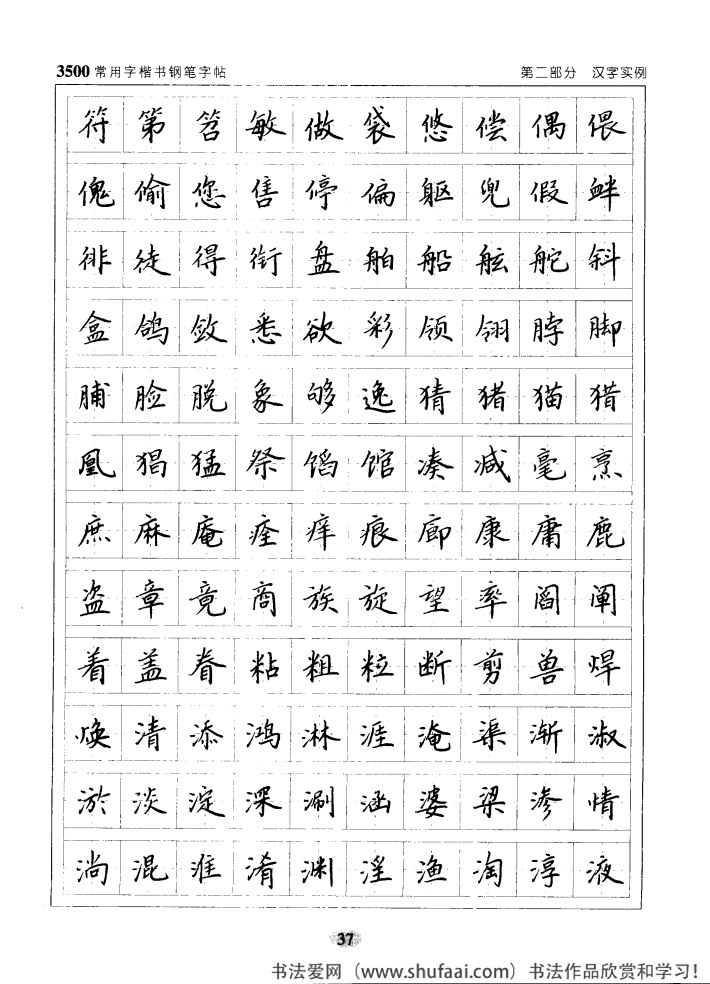 3500常用字楷书钢笔字帖 第二部分 汉字实例
符第笤敏做袋悠偿偶偎
傀偷您售停偏躯兜假衅
徘徙得衔盘舶船舷舵斜
盒鸽敛悉欲彩领翎脖脚
脯脸脱象够逸猜猪猫猎
凰猖猛祭馅馆凑减毫烹
庶麻庵痊痒痕廊康庸鹿
盗章竟商族旋望率阎阐
着盖眷粘粗粒断剪兽焊
焕清添鸿淋涯淹渠渐淑
淤淡淀深涮涵婆梁渗情
淌混淮淆渊淫渔淘淳液
37
书法爱网（www.shufaai.com）书法作品欣赏和学习！